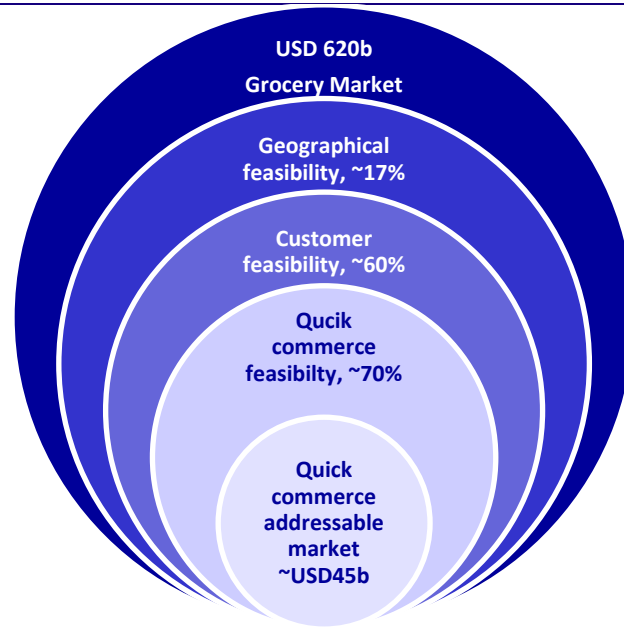 USD 620b
Grocery Market
Geographical
feasibility, ~17%
Customer
feasibility, ~60%
Qucik
commerce
feasibilty, ~70%
Quick
commerce
addressable
market
~USD45b